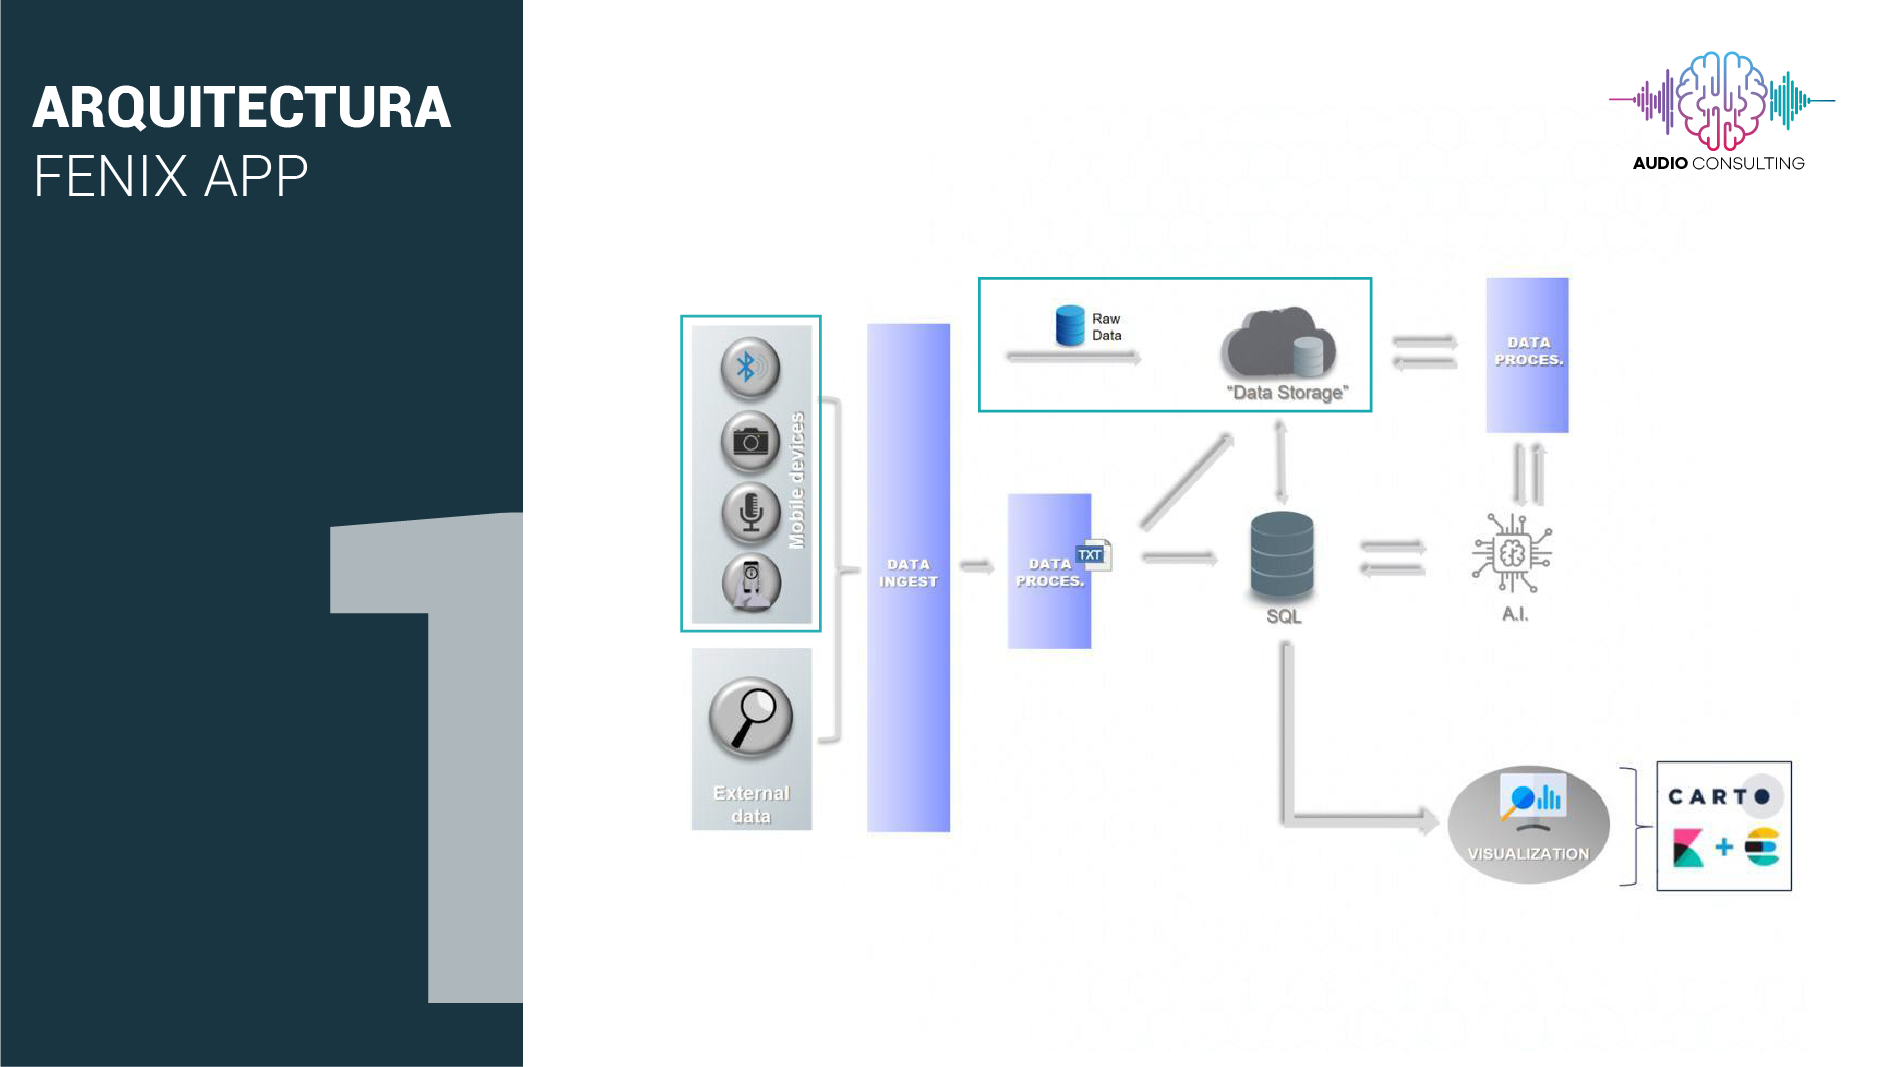 ARQUITECTURA
FENIX APP
1
AUDIO CONSULTING
Mobile devices
External
data
DATA
INGEST
Raw
Data
"Data Storage"
DATA
PROCES.
TXT
DATA
PROCES.
SQL
A.I.
VISUALIZATION
CARTO
K + E